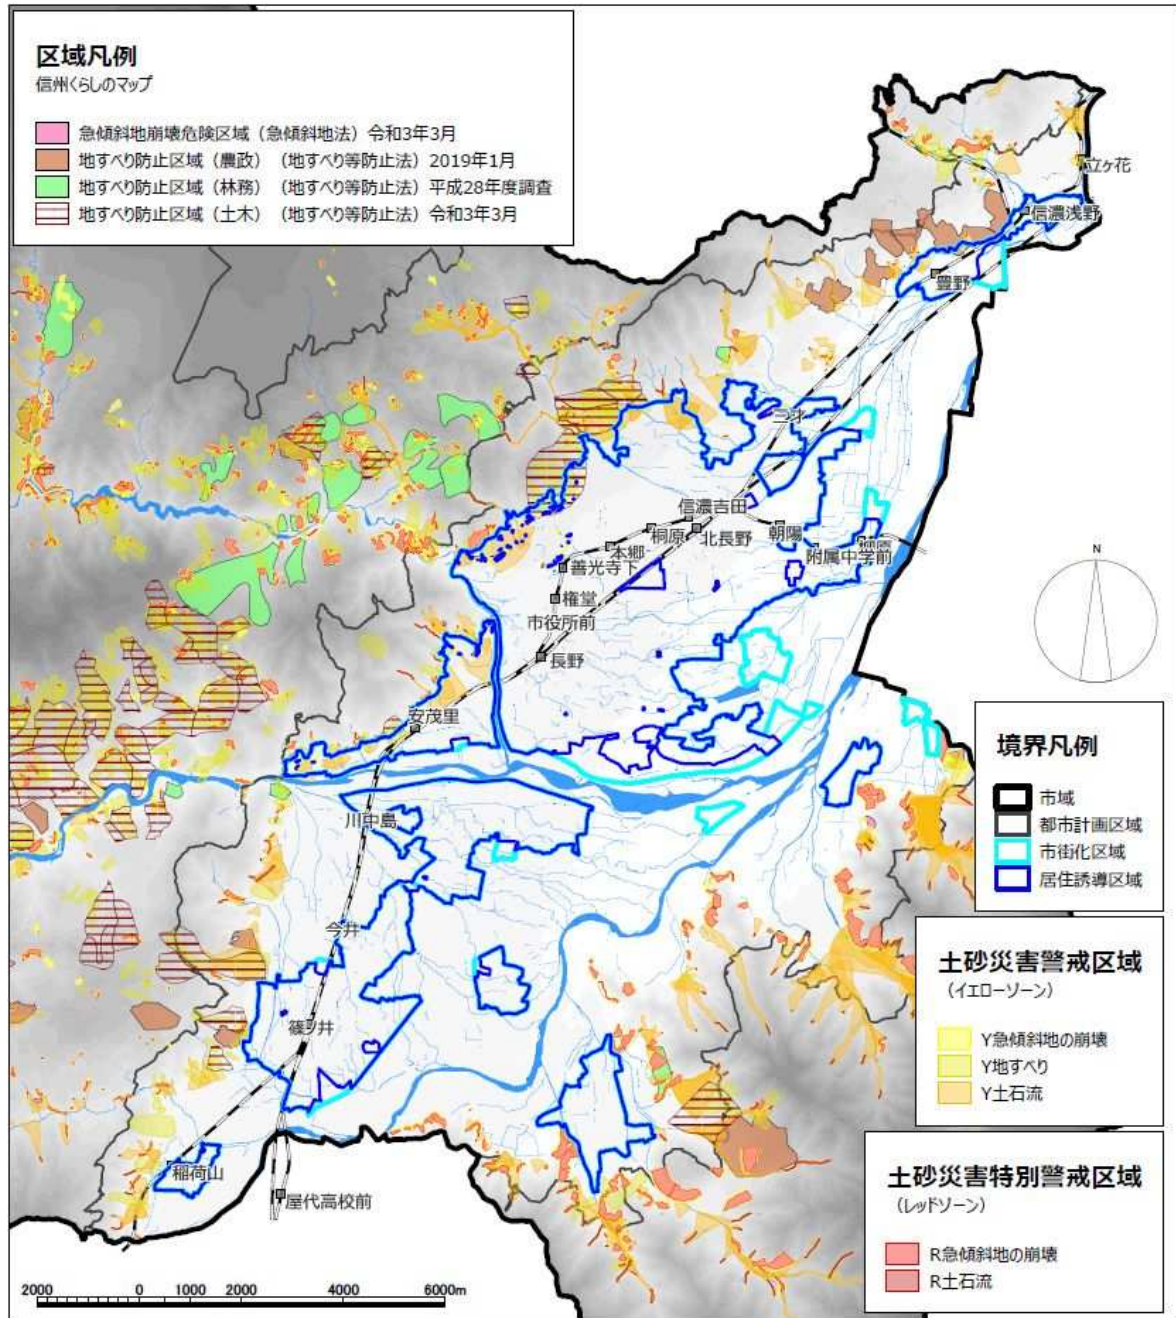 区域凡例
信州くらしのマップ
急傾斜地崩壊危険区域（急傾斜地法）令和3年3月
地すべり防止区域（農政）（地すべり等防止法）2019年1月
地すべり防止区域（林務）（地すべり等防止法）平成28年度調査
地すべり防止区域（土木）（地すべり等防止法）令和3年3月
立ヶ花
信濃浅野
豊野
三才
信濃吉田
桐原
北長野
朝陽
附属中学前
本郷
善光寺下
権堂
市役所前
長野
安茂里
川中島
今井
篠ノ井
稲荷山
屋代高校前
N
境界凡例
市域
都市計画区域
市街化区域
居住誘導区域
土砂災害警戒区域
（イエローゾーン）
Y急傾斜地の崩壊
Y地すべり
Y土石流
土砂災害特別警戒区域
（レッドゾーン）
R急傾斜地の崩壊
R土石流
2000 0 2000 4000 6000m